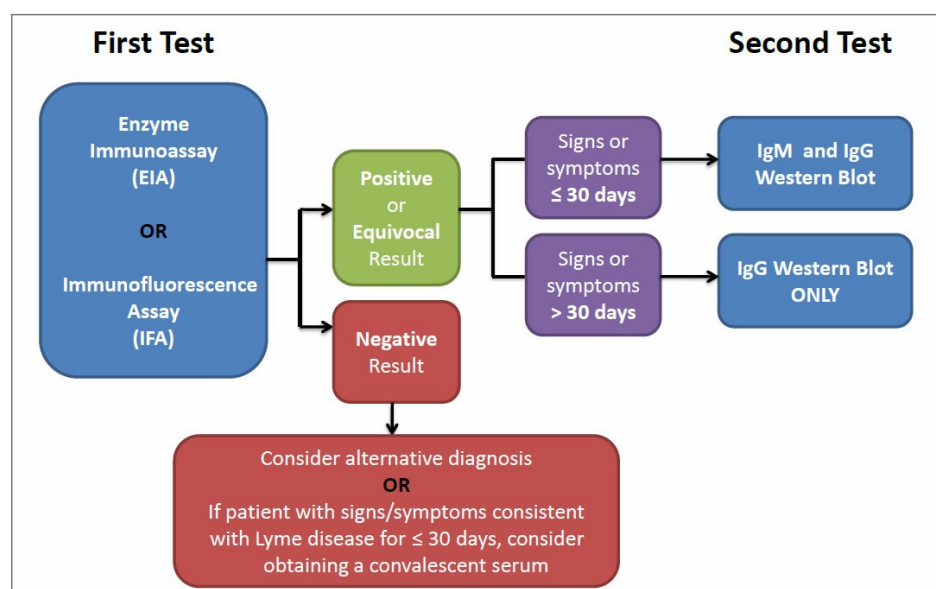 First Test
Second Test
Enzyme
Immunoassay
(EIA)
OR
Immunofluorescence
Assay
(IFA)
Positive
or
Equivocal
Result
Negative
Result
Signs or
symptoms
≤ 30 days
Signs or
symptoms
> 30 days
IgM and IgG
Western Blot
IgG Western Blot
ONLY
Consider alternative diagnosis
OR
If patient with signs/symptoms consistent
with Lyme disease for ≤ 30 days, consider
obtaining a convalescent serum